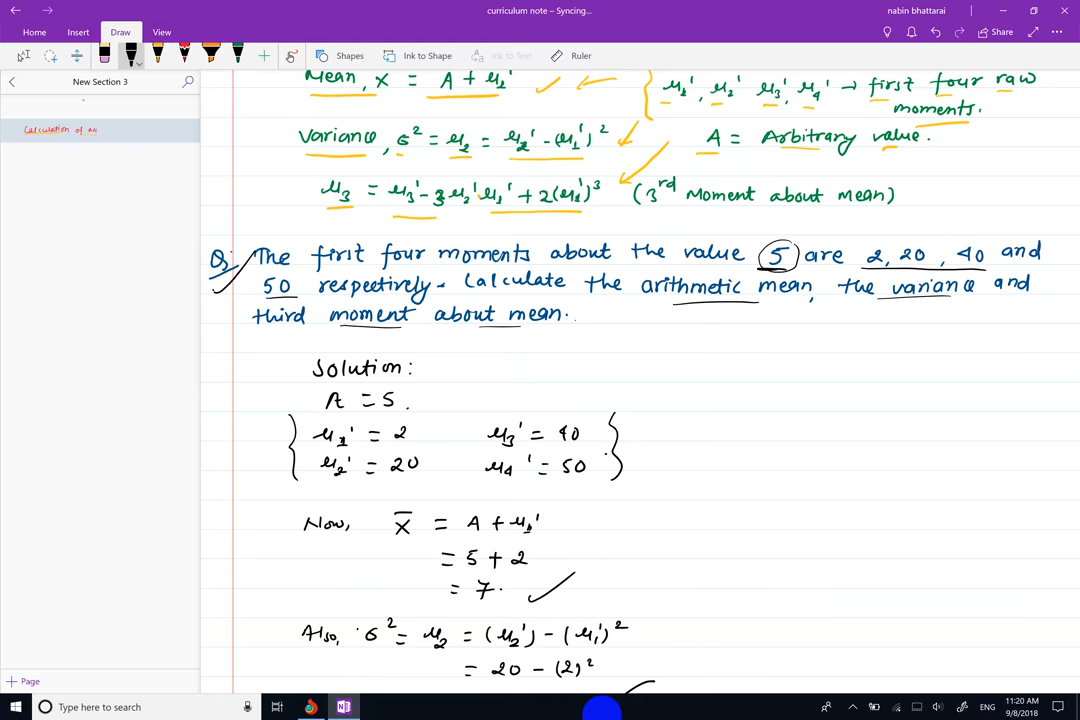 curriculum note - Syncing...
nabin bhattarai
Home Insert Draw View
Share
Shapes
Ink to Shape
Ink to Text
Ruler
New Section 3
Calculation of
Mean, X = A + μ1'
μ1', μ2' μ3', μ4' → first four raw
moments.
Variance, σ² = μ2 = μ2' - (μ1')²
A = Arbitrary value.
μ3 = μ3' - 3μ2'μ1' + 2(μ1')³ (3rd Moment about mean)
Q. The first four moments about the value 5 are 2, 20, 40 and
50 respectively. Calculate the arithmetic mean, the variance and
third moment about mean.
Solution:
A = 5.
μ1' = 2 μ3' = 40
μ2' = 20 μ4' = 50
Now, X̄ = A + μ1'
= 5 + 2
= 7.
Also, σ² = μ2 = (μ2') - (μ1')²
= 20 - (2)²
+ Page
Type here to search
ENG
11:20 AM
9/8/2018